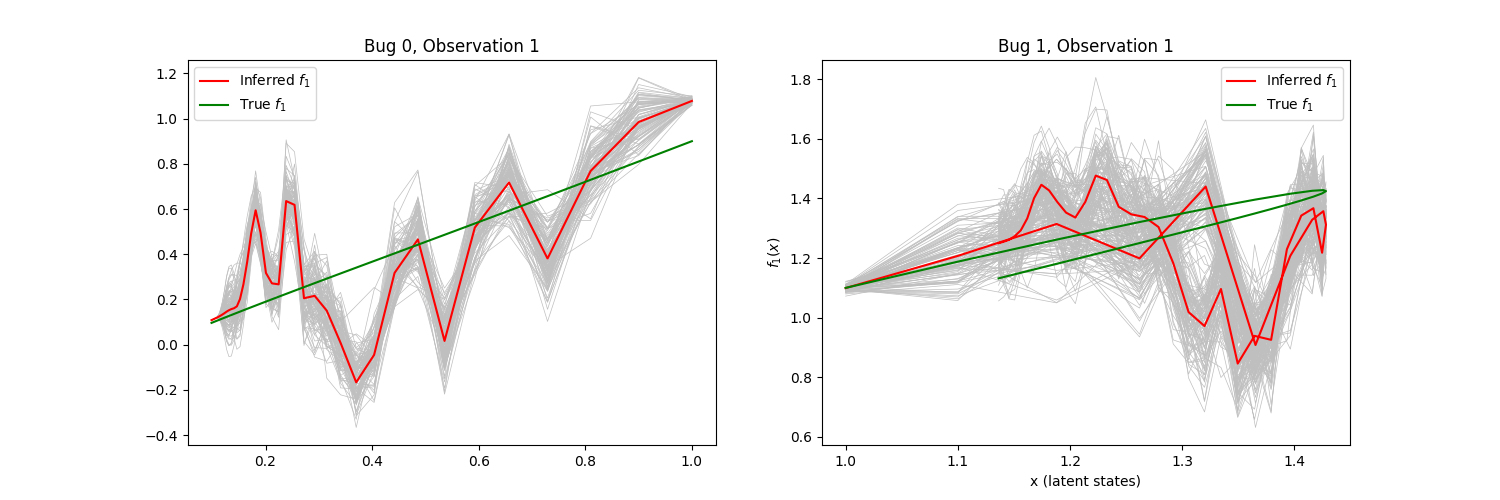 Bug 0, Observation 1
Inferred f₁
True f₁
1.2
1.0
0.8
0.6
0.4
0.2
0.0
−0.2
−0.4
0.2 0.4 0.6 0.8 1.0
Bug 1, Observation 1
Inferred f₁
True f₁
f₁(x)
1.8
1.6
1.4
1.2
1.0
0.8
0.6
1.0 1.1 1.2 1.3 1.4
x (latent states)